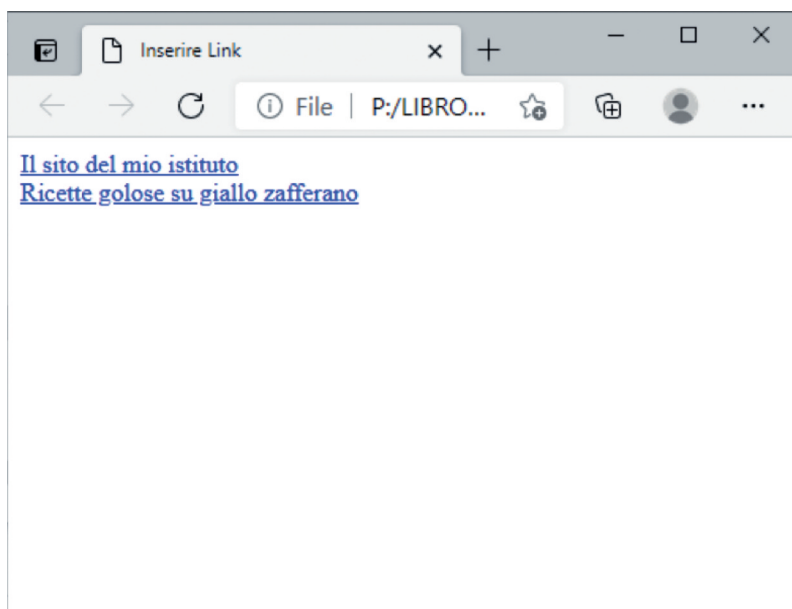 Inserire Link
File P:/LIBRO...
Il sito del mio istituto
Ricette golose su giallo zafferano